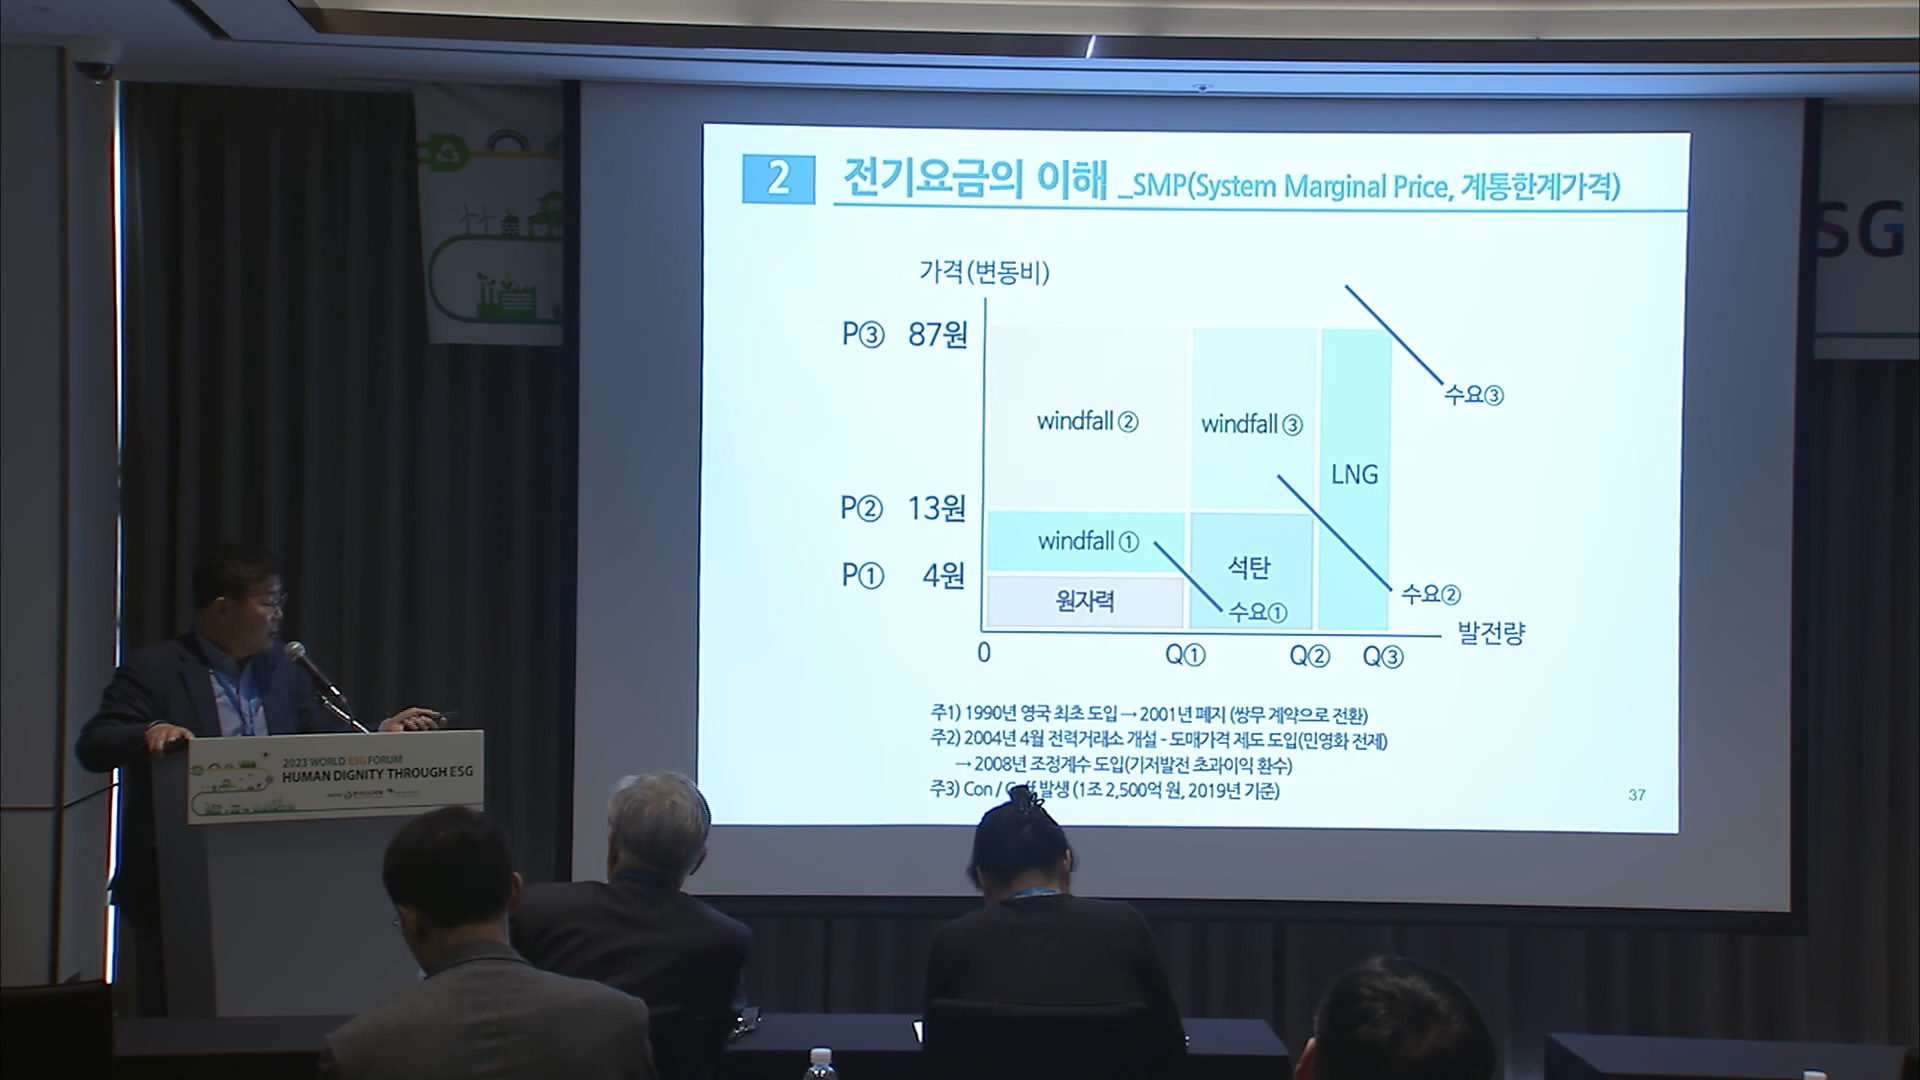 2 전기요금의 이해 _SMP(System Marginal Price, 계통한계가격)
가격(변동비)
P③ 87원
수요③
windfall②
windfall③
LNG
P② 13원
windfall①
석탄
P① 4원
수요②
원자력
수요①
발전량
0 Q① Q② Q③
주1) 1990년 영국 최초 도입 → 2001년 폐지 (쌍무 계약으로 전환)
주2) 2004년 4월 전력거래소 개설 - 도매가격 제도 도입(민영화 전제)
→ 2008년 조정계수 도입(기저발전 초과이익 환수)
주3) Con / 발생 (1조 2,500억 원, 2019년 기준)
37
SG
2023 WORLD ESG FORUM
HUMAN DIGNITY THROUGH ESG